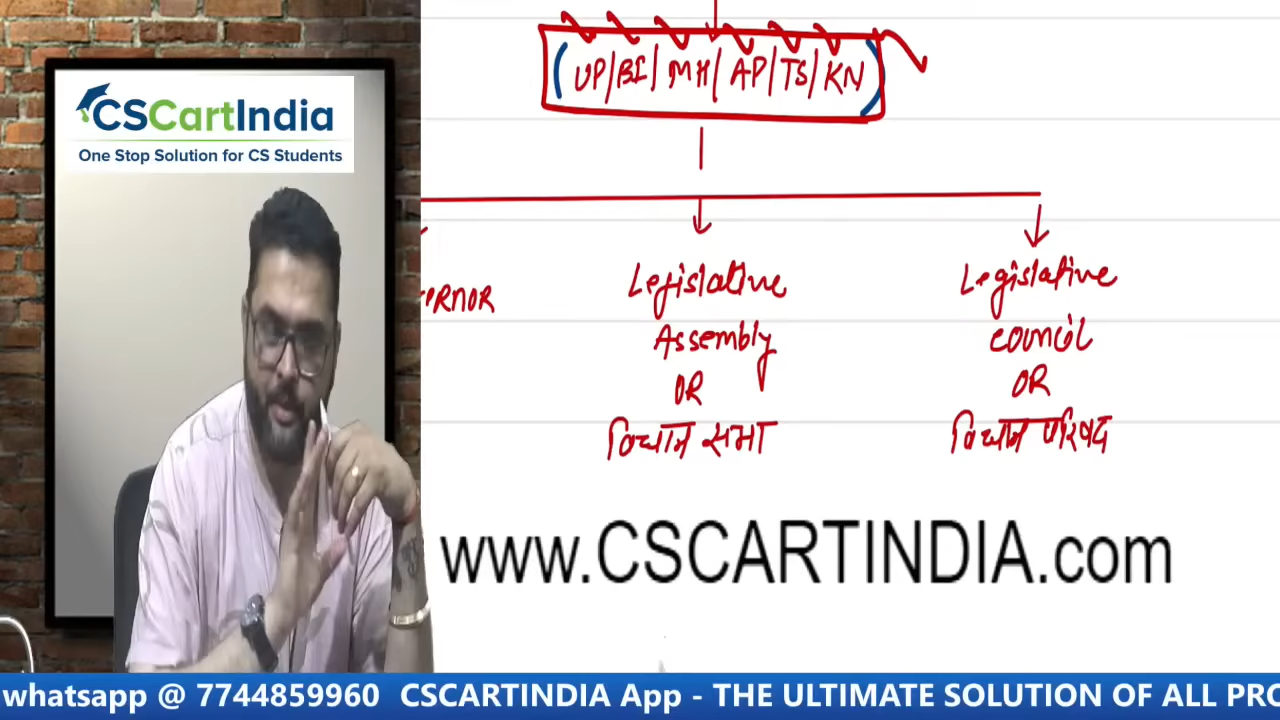 CSCartIndia
One Stop Solution for CS Students
(UP/BI/MH/AP/TS/KN)
ERNOR
Legislative
Assembly
OR
विधान सभा
Legislative
Council
OR
विधान परिषद
www.CSCARTINDIA.com
whatsapp @ 7744859960 CSCARTINDIA App - THE ULTIMATE SOLUTION OF ALL PRO